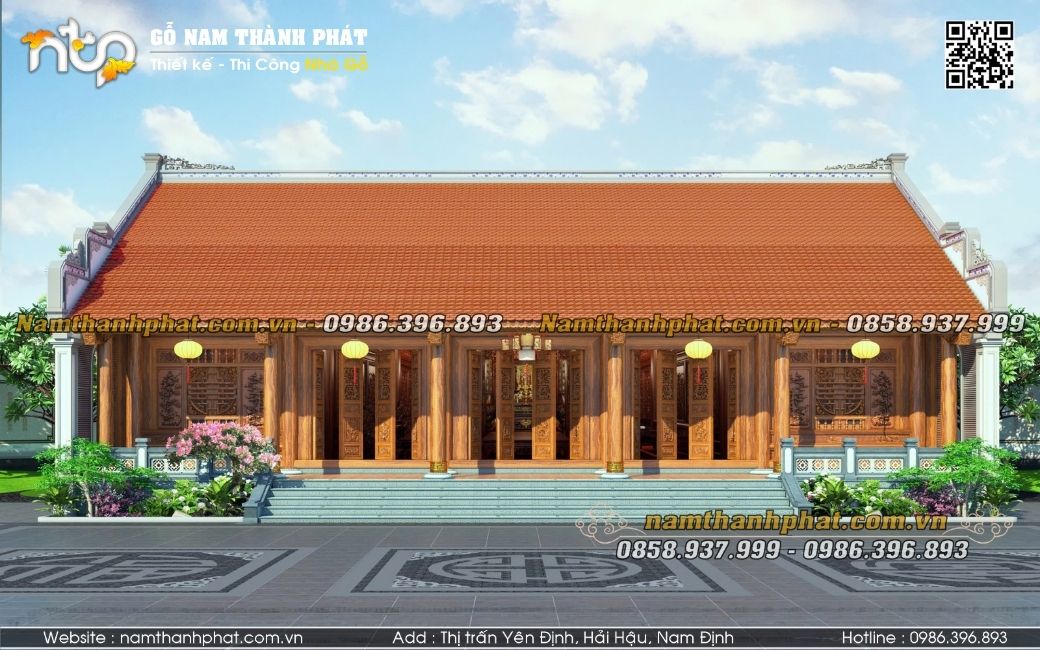 ntp
GỖ NAM THÀNH PHÁT
Thiết kế - Thi Công Nhà Gỗ
Namthanhphat.com.vn - 0986.396.893
Namthanhphat.com.vn - 0858.937.999
namthanhphat.com.vn
0858.937.999 - 0986.396.893
Website : namthanhphat.com.vn
Add : Thị trấn Yên Định, Hải Hậu, Nam Định
Hotline : 0986.396.893